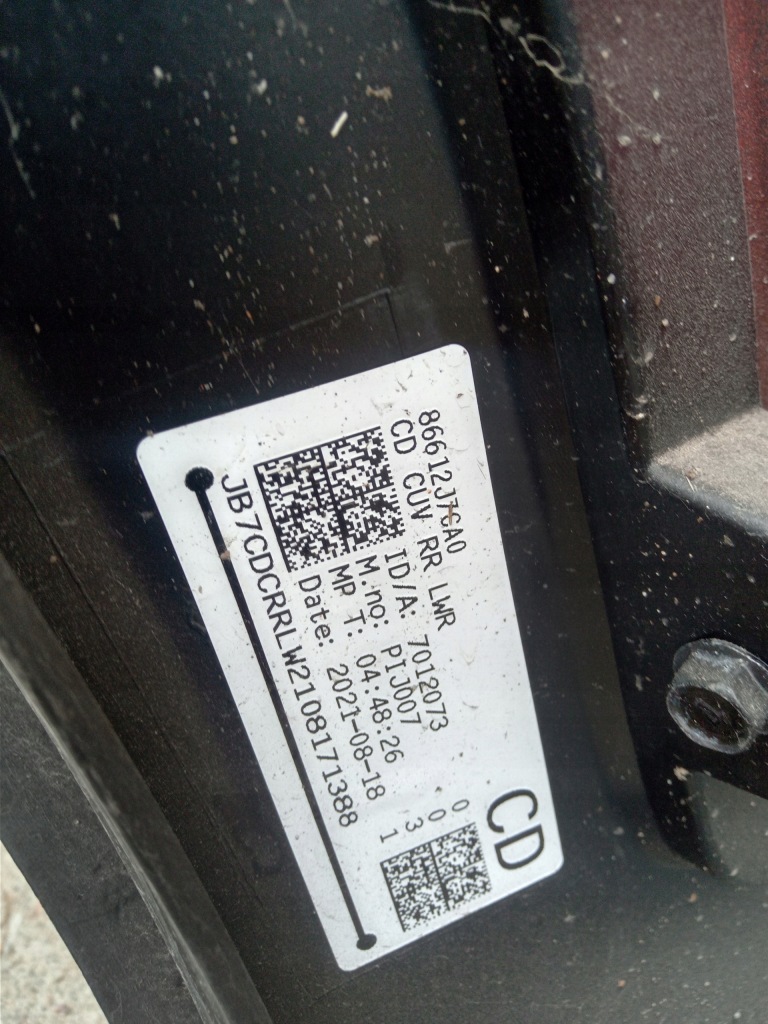 86612J7CA0
CD CUV RR LWR
ID/A: 7012073
M.no: PIJ007
MP T: 04:48:26
Date: 2021-08-18
JB7CDCRRLW2108171388
CD
0
0
3
1